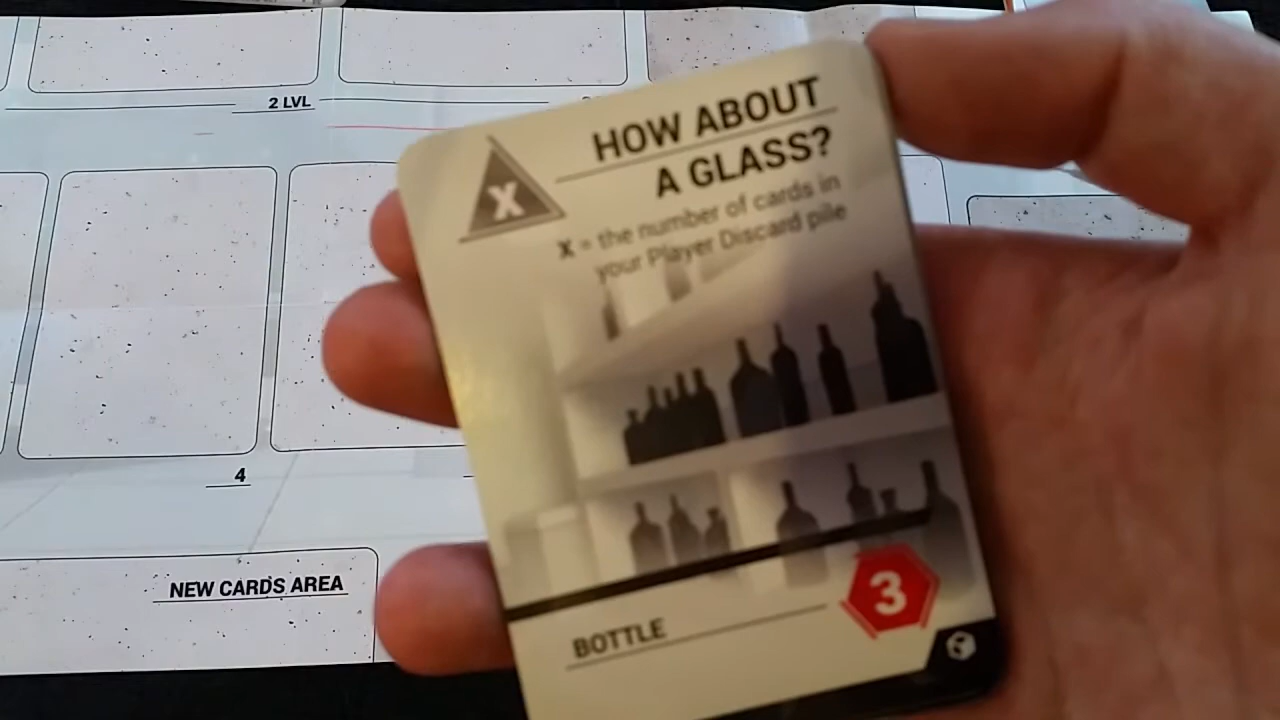 2 LVL
HOW ABOUT
A GLASS?
X
X = the number of cards in
your Player Discard pile
4
NEW CARDS AREA
3
BOTTLE